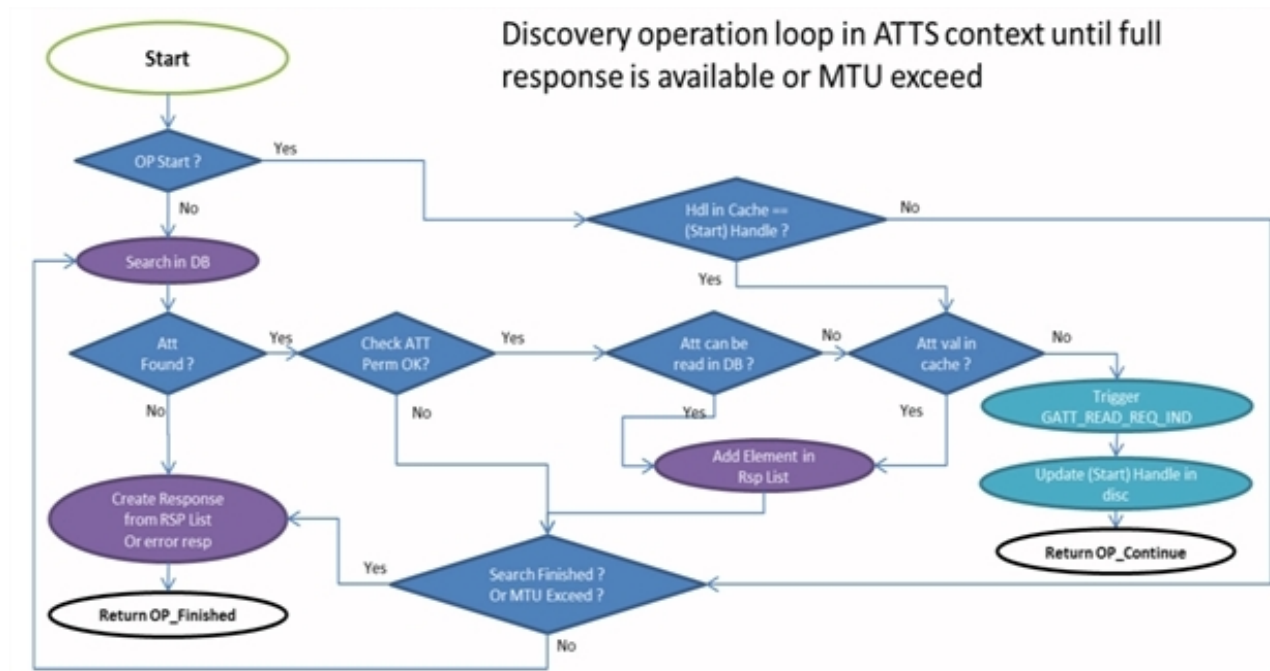 Discovery operation loop in ATTS context until full
response is available or MTU exceed
Start
OP Start ?
Yes
No
Hdl in Cache ==
(Start) Handle ?
No
Yes
Search in DB
Att
Found ?
Yes
No
Check ATT
Perm OK?
Yes
No
Att can be
read in DB ?
No
Yes
Att val in
cache ?
No
Yes
Trigger
GATT_READ_REQ_IND
Add Element in
Rsp List
Update (Start) Handle in
disc
Return OP_Continue
Create Response
from RSP List
Or error resp
Search Finished ?
Or MTU Exceed ?
Yes
No
Return OP_Finished